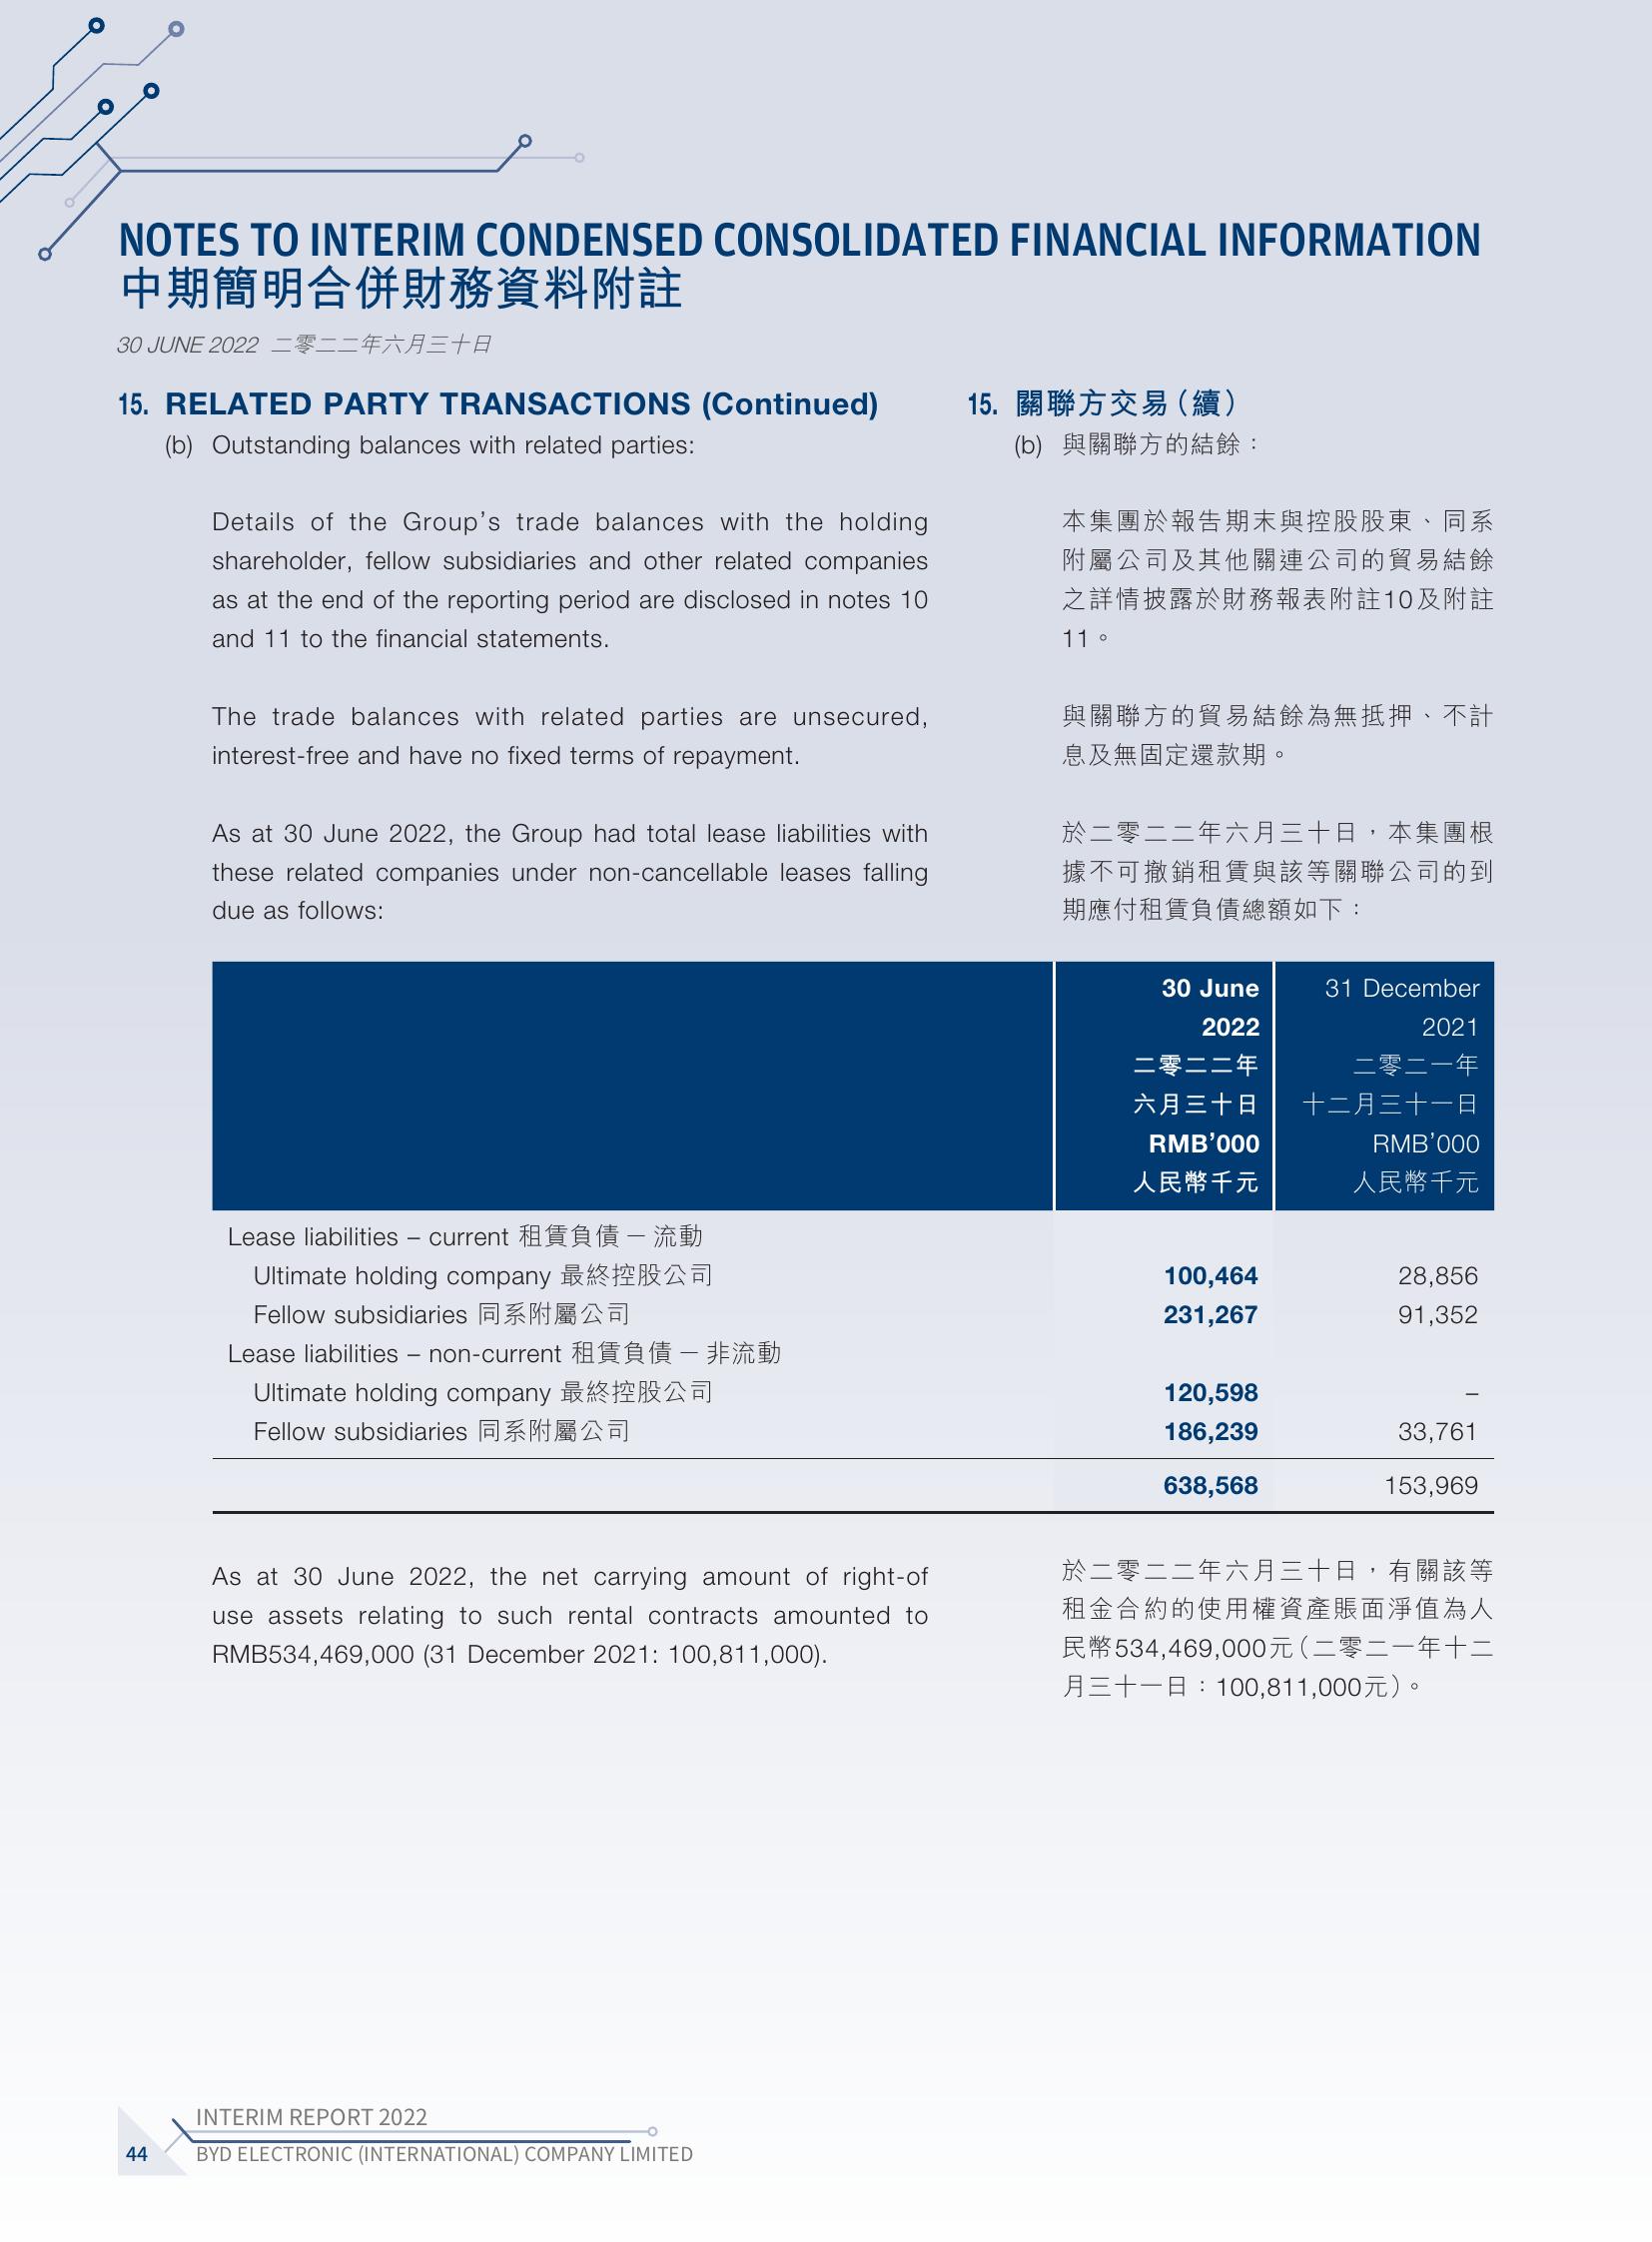 NOTES TO INTERIM CONDENSED CONSOLIDATED FINANCIAL INFORMATION
中期簡明合併財務資料附註
30 JUNE 2022 二零二二年六月三十日
15. RELATED PARTY TRANSACTIONS (Continued)
(b) Outstanding balances with related parties:
Details of the Group's trade balances with the holding
shareholder, fellow subsidiaries and other related companies
as at the end of the reporting period are disclosed in notes 10
and 11 to the financial statements.
The trade balances with related parties are unsecured,
interest-free and have no fixed terms of repayment.
As at 30 June 2022, the Group had total lease liabilities with
these related companies under non-cancellable leases falling
due as follows:
15. 關聯方交易（續）
(b) 與關聯方的結餘：
本集團於報告期末與控股股東、同系
附屬公司及其他關連公司的貿易結餘
之詳情披露於財務報表附註10及附註
11。
與關聯方的貿易結餘為無抵押、不計
息及無固定還款期。
於二零二二年六月三十日，本集團根
據不可撤銷租賃與該等關聯公司的到
期應付租賃負債總額如下：
30 June 31 December
2022 2021
二零二二年 二零二一年
六月三十日 十二月三十一日
RMB'000 RMB'000
人民幣千元 人民幣千元
Lease liabilities – current 租賃負債 – 流動
Ultimate holding company 最終控股公司 100,464 28,856
Fellow subsidiaries 同系附屬公司 231,267 91,352
Lease liabilities – non-current 租賃負債 – 非流動
Ultimate holding company 最終控股公司 120,598 –
Fellow subsidiaries 同系附屬公司 186,239 33,761
638,568 153,969
As at 30 June 2022, the net carrying amount of right-of
use assets relating to such rental contracts amounted to
RMB534,469,000 (31 December 2021: 100,811,000).
於二零二二年六月三十日，有關該等
租金合約的使用權資產賬面淨值為人
民幣534,469,000元（二零二一年十二
月三十一日：100,811,000元）。
INTERIM REPORT 2022
44 BYD ELECTRONIC (INTERNATIONAL) COMPANY LIMITED